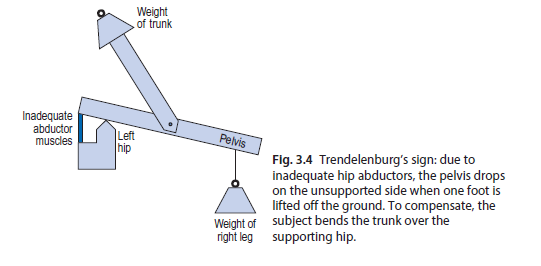 Weight
of trunk
Inadequate
abductor
muscles
Left
hip
Pelvis
Weight of
right leg
Fig. 3.4 Trendelenburg's sign: due to
inadequate hip abductors, the pelvis drops
on the unsupported side when one foot is
lifted off the ground. To compensate, the
subject bends the trunk over the
supporting hip.